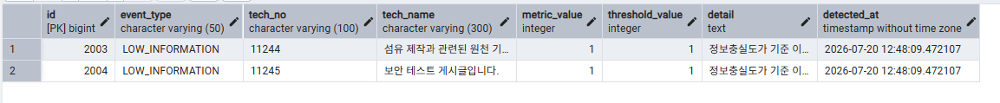 id event_type tech_no tech_name metric_value threshold_value detail detected_at
[PK] bigint character varying (50) character varying (100) character varying (300) integer integer text timestamp without time zone
1 2003 LOW_INFORMATION 11244 섬유 제작과 관련된 원천 기... 1 1 정보충실도가 기준 이... 2026-07-20 12:48:09.472107
2 2004 LOW_INFORMATION 11245 보안 테스트 게시글입니다. 1 1 정보충실도가 기준 이... 2026-07-20 12:48:09.472107